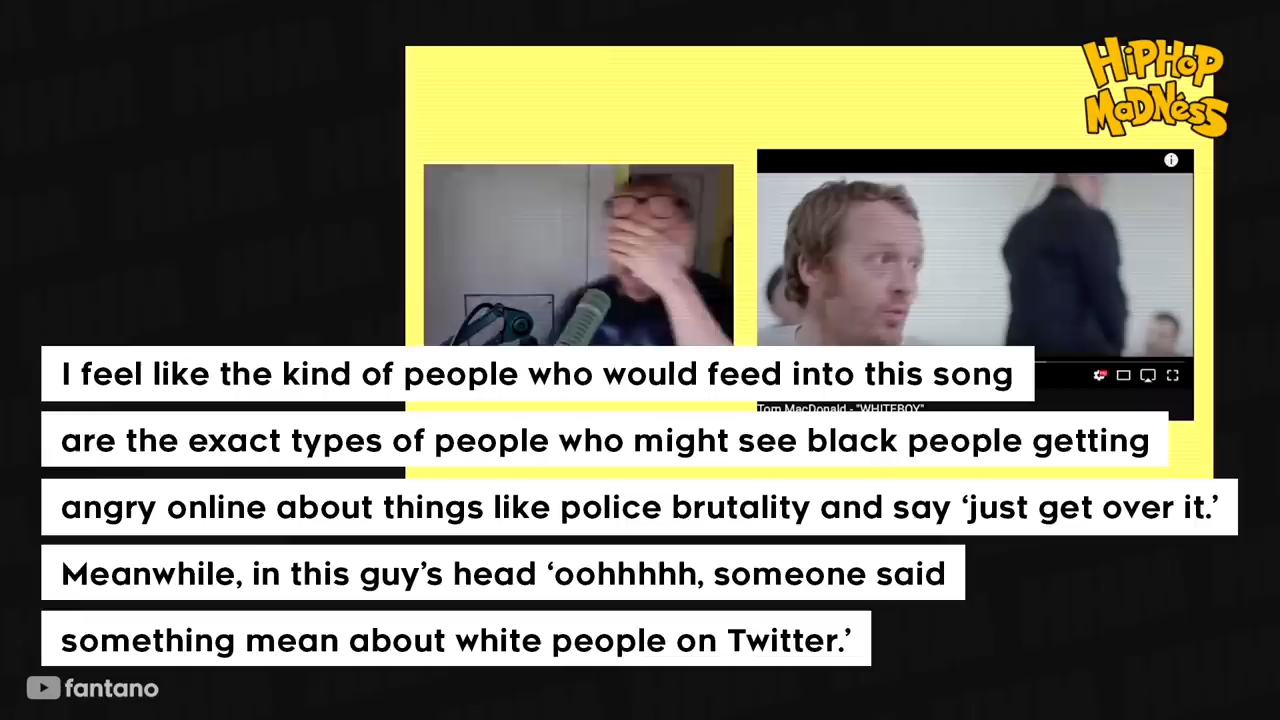 HiPHOP
MADNéSS
Tom MacDonald - "WHITEBOY"
I feel like the kind of people who would feed into this song
are the exact types of people who might see black people getting
angry online about things like police brutality and say ‘just get over it.’
Meanwhile, in this guy’s head ‘oohhhhh, someone said
something mean about white people on Twitter.’
fantano